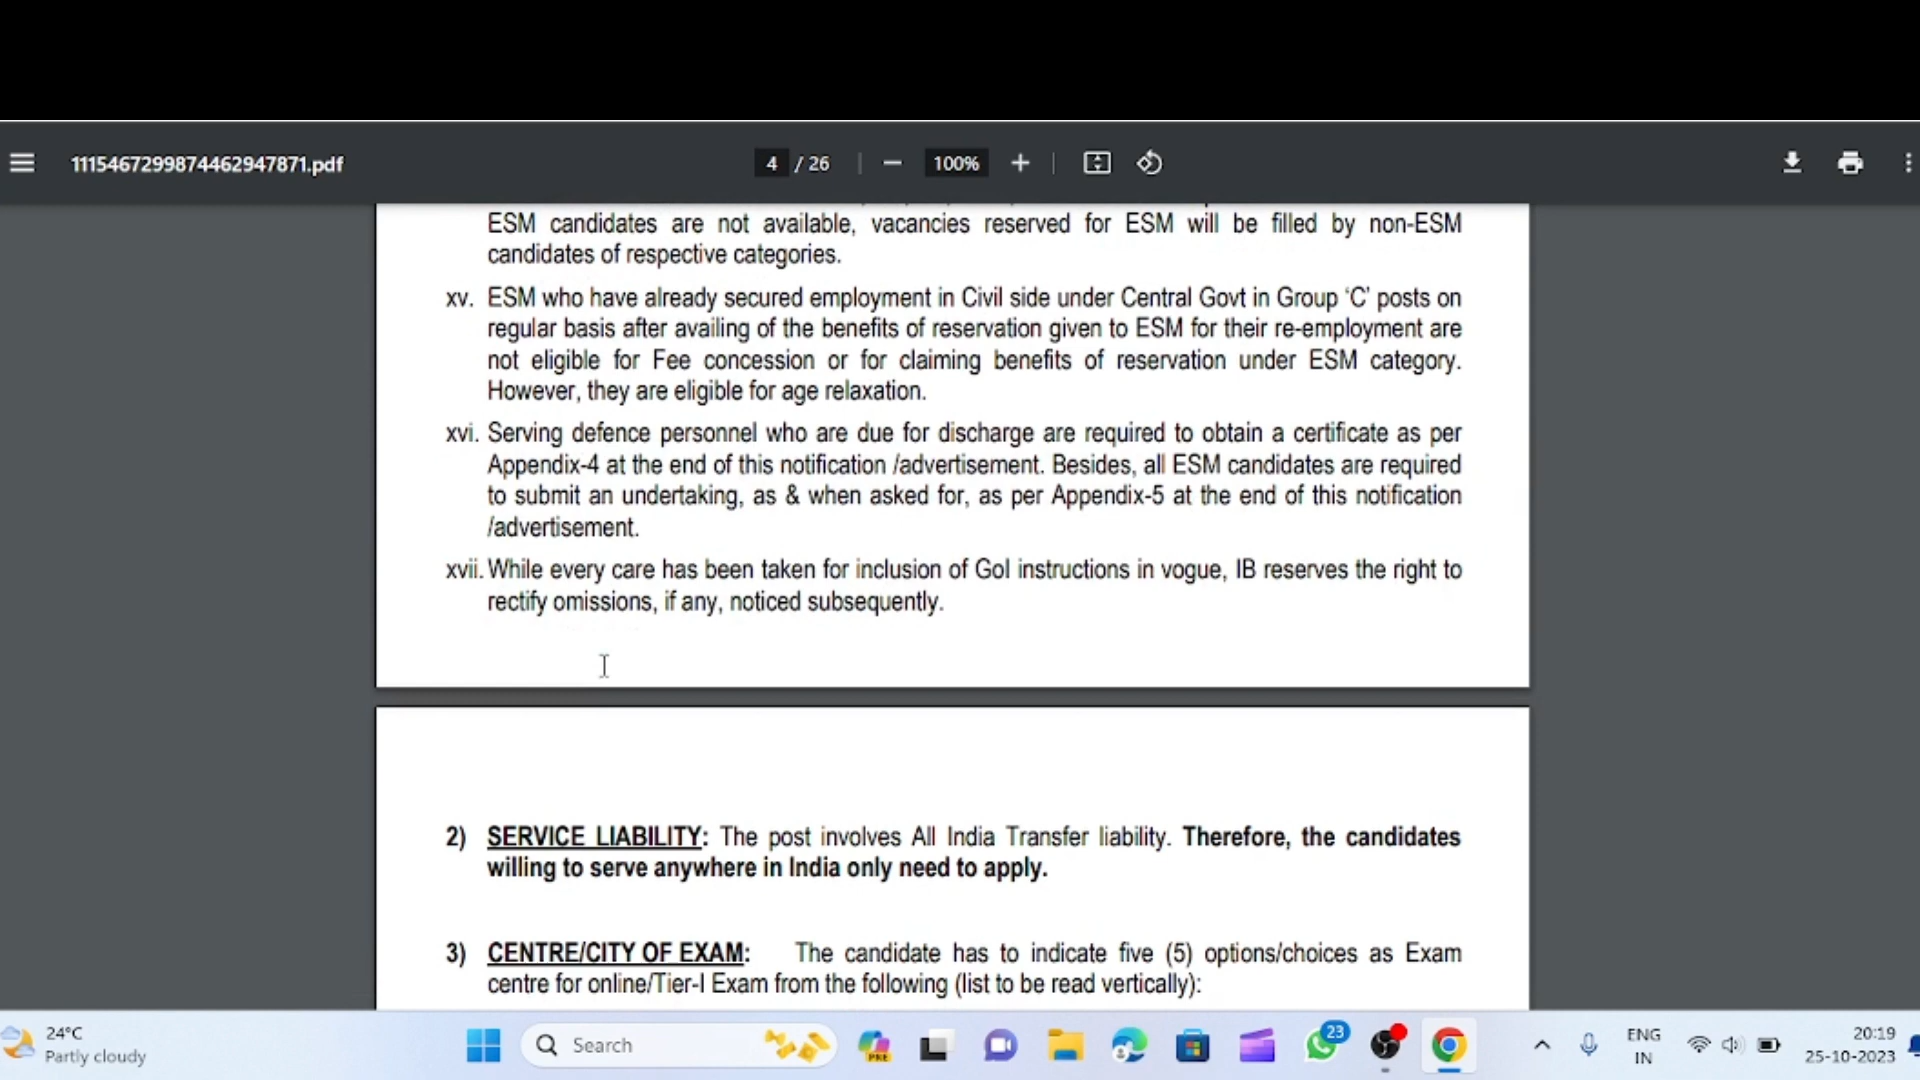 1115467299874462947871.pdf
4 / 26
100%
ESM candidates are not available, vacancies reserved for ESM will be filled by non-ESM
candidates of respective categories.
xv. ESM who have already secured employment in Civil side under Central Govt in Group ‘C’ posts on
regular basis after availing of the benefits of reservation given to ESM for their re-employment are
not eligible for Fee concession or for claiming benefits of reservation under ESM category.
However, they are eligible for age relaxation.
xvi. Serving defence personnel who are due for discharge are required to obtain a certificate as per
Appendix-4 at the end of this notification /advertisement. Besides, all ESM candidates are required
to submit an undertaking, as & when asked for, as per Appendix-5 at the end of this notification
/advertisement.
xvii. While every care has been taken for inclusion of GoI instructions in vogue, IB reserves the right to
rectify omissions, if any, noticed subsequently.
2) SERVICE LIABILITY: The post involves All India Transfer liability. Therefore, the candidates
willing to serve anywhere in India only need to apply.
3) CENTRE/CITY OF EXAM: The candidate has to indicate five (5) options/choices as Exam
centre for online/Tier-I Exam from the following (list to be read vertically):
24°C
Partly cloudy
Search
PRE
23
ENG
IN
20:19
25-10-2023